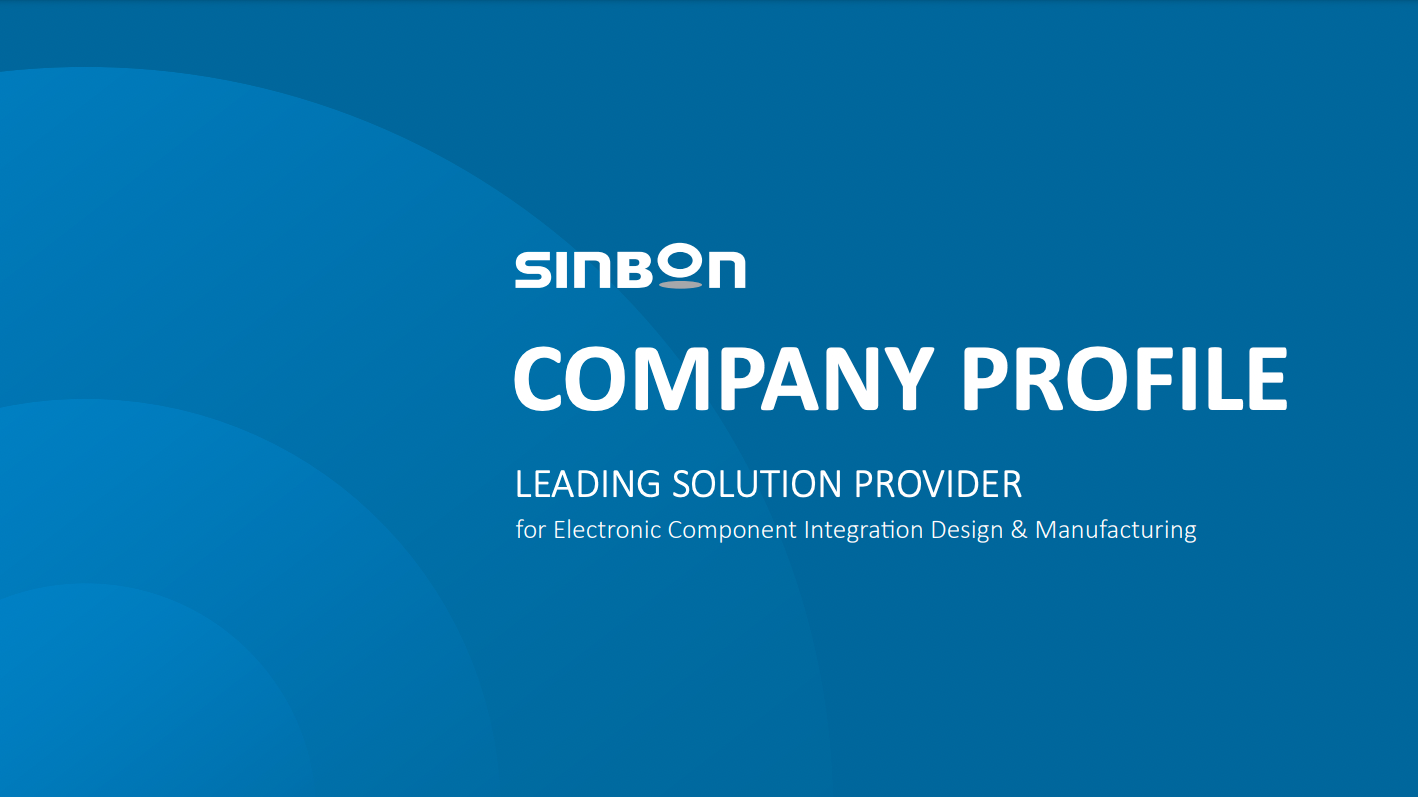 SINBON
COMPANY PROFILE
LEADING SOLUTION PROVIDER
for Electronic Component Integration Design & Manufacturing